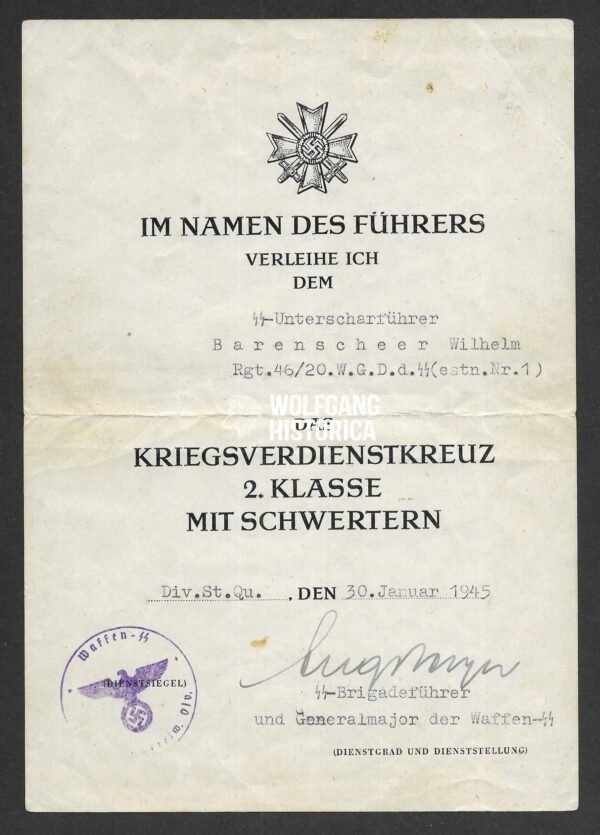 IM NAMEN DES FÜHRERS
VERLEIHE ICH
DEM
ᛋᛋ-Unterscharführer
Barenscheer Wilhelm
Rgt.46/20.W.G.D.d.ᛋᛋ(estn.Nr.1)
WOLFGANG
HISTORICA
DAS
KRIEGSVERDIENSTKREUZ
2. KLASSE
MIT SCHWERTERN
Div.St.Qu. , DEN 30.Januar 1945
Waffen-ᛋᛋ
(DIENSTSIEGEL)
ᛋᛋ-Brigadeführer
und Generalmajor der Waffen-ᛋᛋ
(DIENSTGRAD UND DIENSTSTELLUNG)